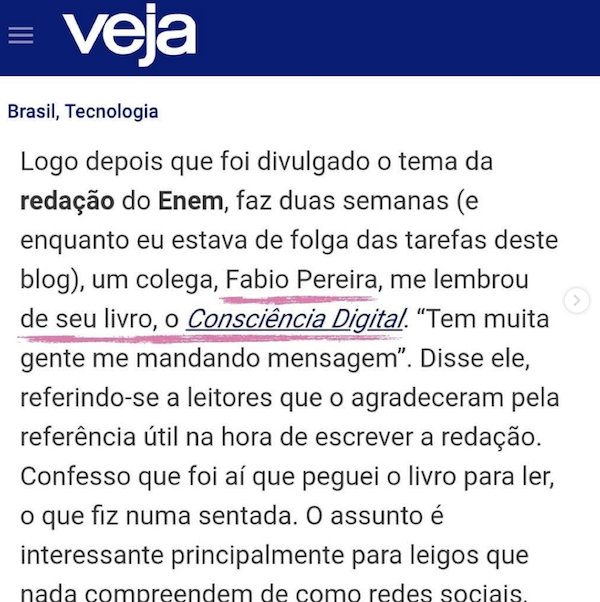 veja
Brasil, Tecnologia
Logo depois que foi divulgado o tema da
redação do Enem, faz duas semanas (e
enquanto eu estava de folga das tarefas deste
blog), um colega, Fabio Pereira, me lembrou
de seu livro, o Consciência Digital. “Tem muita
gente me mandando mensagem”. Disse ele,
referindo-se a leitores que o agradeceram pela
referência útil na hora de escrever a redação.
Confesso que foi aí que peguei o livro para ler,
o que fiz numa sentada. O assunto é
interessante principalmente para leigos que
nada compreendem de como redes sociais,